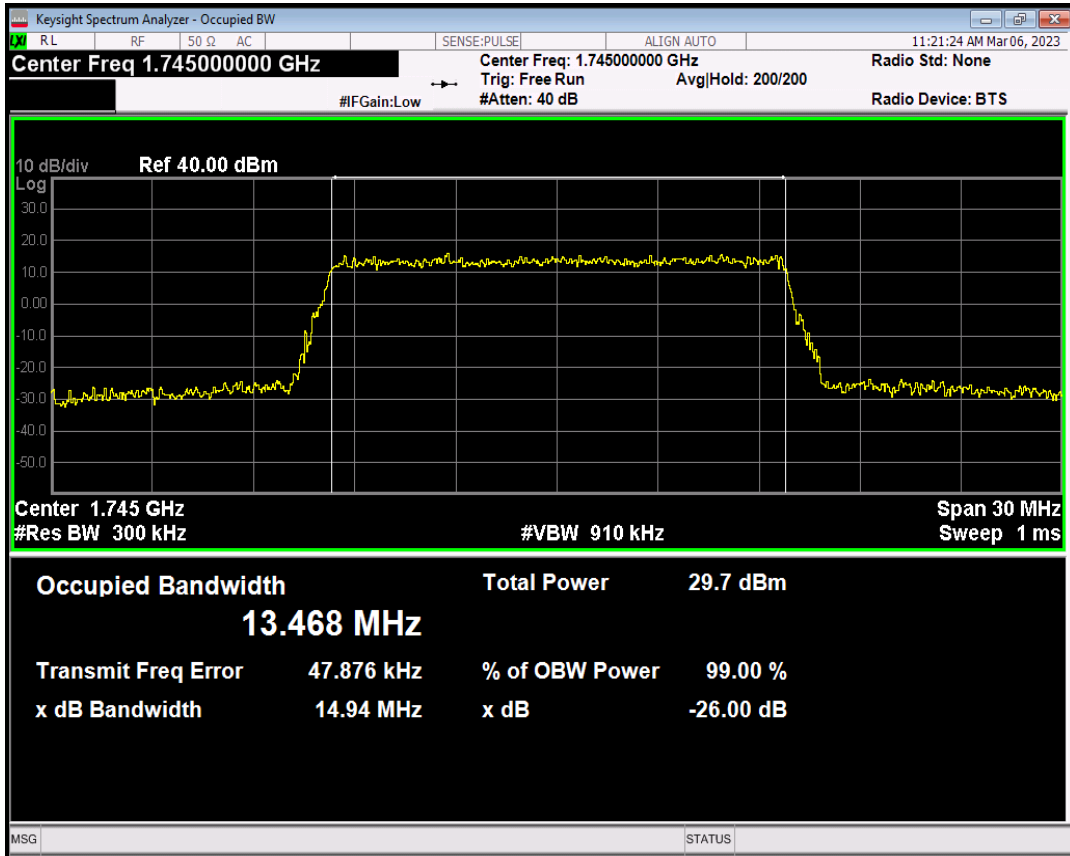 Keysight Spectrum Analyzer - Occupied BW
LXI RL RF 50 Ω AC SENSE:PULSE ALIGN AUTO 11:21:24 AM Mar 06, 2023
Center Freq 1.745000000 GHz Center Freq: 1.745000000 GHz Radio Std: None
Trig: Free Run Avg|Hold: 200/200
#IFGain:Low #Atten: 40 dB Radio Device: BTS
10 dB/div Ref 40.00 dBm
Log
30.0
20.0
10.0
0.00
-10.0
-20.0
-30.0
-40.0
-50.0
Center 1.745 GHz Span 30 MHz
#Res BW 300 kHz #VBW 910 kHz Sweep 1 ms
Occupied Bandwidth Total Power 29.7 dBm
13.468 MHz
Transmit Freq Error 47.876 kHz % of OBW Power 99.00 %
x dB Bandwidth 14.94 MHz x dB -26.00 dB
MSG STATUS